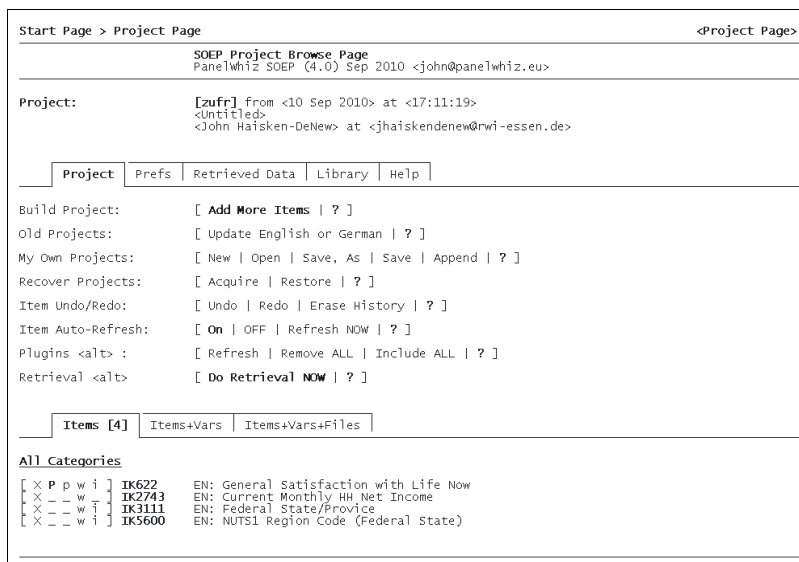 Start Page > Project Page <Project Page>
SOEP Project Browse Page
PanelWhiz SOEP (4.0) Sep 2010 <john@panelwhiz.eu>
Project: [zufr] from <10 Sep 2010> at <17:11:19>
<Untitled>
<John Haisken-DeNew> at <jhaiskendenew@rwi-essen.de>
Project | Prefs | Retrieved Data | Library | Help
Build Project: [ Add More Items | ? ]
Old Projects: [ Update English or German | ? ]
My Own Projects: [ New | Open | Save, As | Save | Append | ? ]
Recover Projects: [ Acquire | Restore | ? ]
Item Undo/Redo: [ Undo | Redo | Erase History | ? ]
Item Auto-Refresh: [ On | OFF | Refresh NOW | ? ]
Plugins <alt> : [ Refresh | Remove ALL | Include ALL | ? ]
Retrieval <alt> [ Do Retrieval NOW | ? ]
Items [4] | Items+Vars | Items+Vars+Files
All Categories
[ X P p w i ] IK622 EN: General Satisfaction with Life Now
[ X _ _ w _ ] IK2743 EN: Current Monthly HH Net Income
[ X _ _ w i ] IK3111 EN: Federal State/Provice
[ X _ _ w i ] IK5600 EN: NUTS1 Region Code (Federal State)